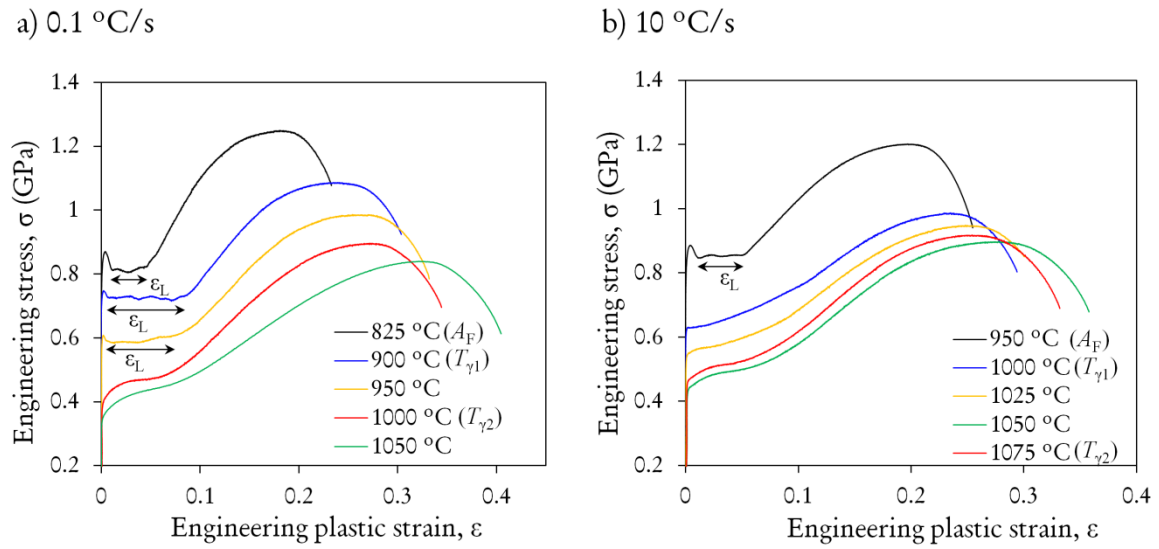 a) 0.1 °C/s
Engineering stress, σ (GPa)
1.4
1.2
1
0.8
0.6
0.4
0.2
0
0.1
0.2
0.3
0.4
Engineering plastic strain, ε
εL
εL
εL
825 °C (AF)
900 °C (Tγ1)
950 °C
1000 °C (Tγ2)
1050 °C
b) 10 °C/s
Engineering stress, σ (GPa)
1.4
1.2
1
0.8
0.6
0.4
0.2
0
0.1
0.2
0.3
0.4
Engineering plastic strain, ε
εL
950 °C (AF)
1000 °C (Tγ1)
1025 °C
1050 °C
1075 °C (Tγ2)